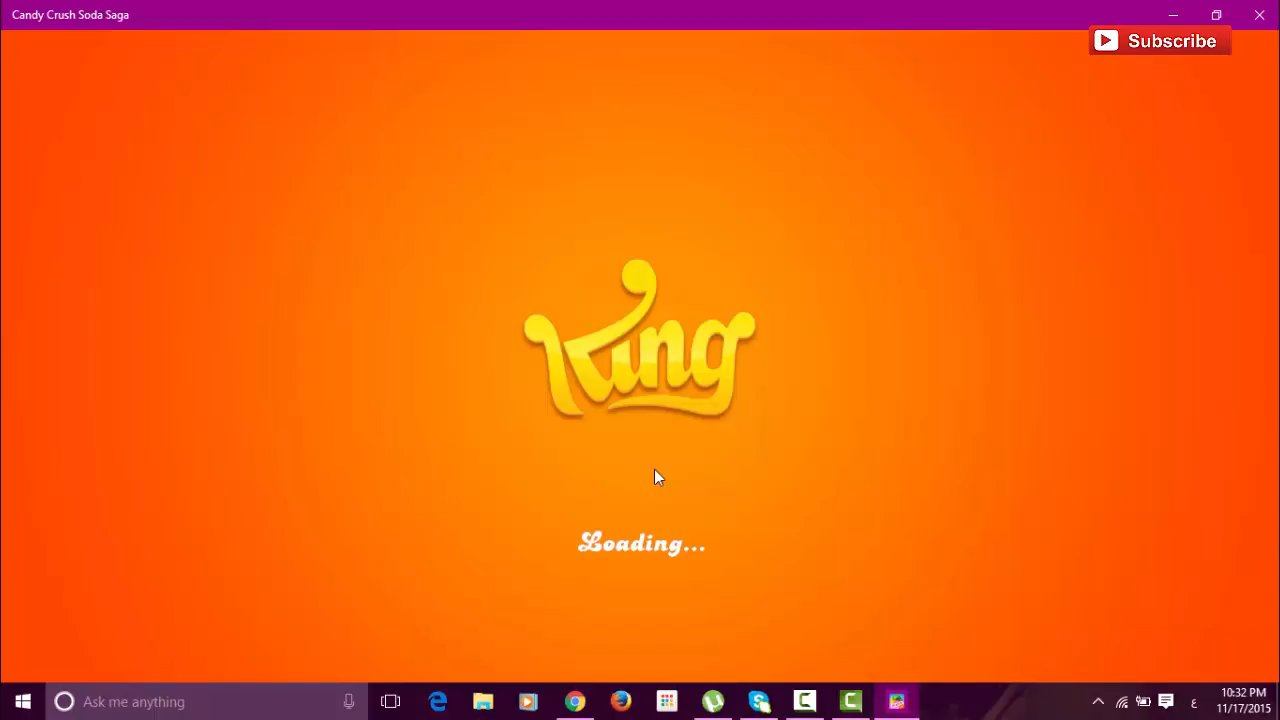 Candy Crush Soda Saga
Subscribe
King
Loading...
Ask me anything
ع
10:32 PM
11/17/2015